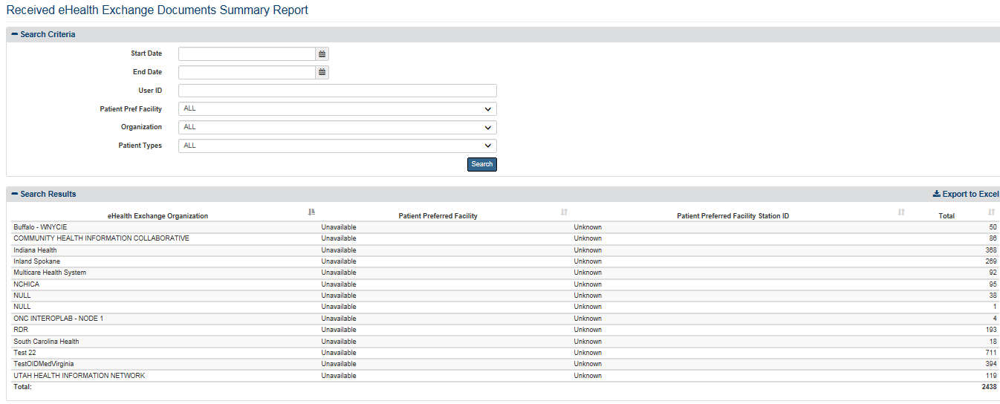 Received eHealth Exchange Documents Summary Report
Search Criteria
Start Date
End Date
User ID
Patient Pref Facility ALL
Organization ALL
Patient Types ALL
Search
Search Results Export to Excel
eHealth Exchange Organization Patient Preferred Facility Patient Preferred Facility Station ID Total
Buffalo - WNYCIE Unavailable Unknown 50
COMMUNITY HEALTH INFORMATION COLLABORATIVE Unavailable Unknown 86
Indiana Health Unavailable Unknown 368
Inland Spokane Unavailable Unknown 269
Multicare Health System Unavailable Unknown 92
NCHICA Unavailable Unknown 95
NULL Unavailable Unknown 38
NULL Unavailable Unknown 1
ONC INTEROPLAB - NODE 1 Unavailable Unknown 4
RDR Unavailable Unknown 193
South Carolina Health Unavailable Unknown 18
Test 22 Unavailable Unknown 711
TestOIDMedVirginia Unavailable Unknown 394
UTAH HEALTH INFORMATION NETWORK Unavailable Unknown 119
Total: 2438